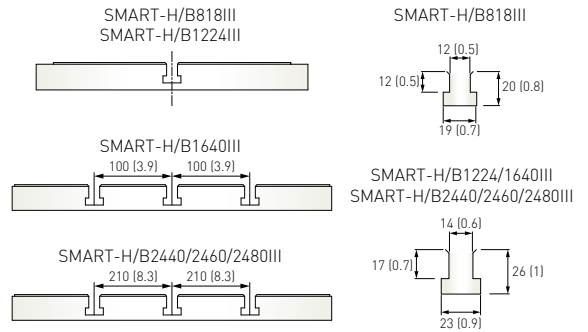 SMART-H/B818III
SMART-H/B1224III
SMART-H/B1640III
100 (3.9) 100 (3.9)
SMART-H/B2440/2460/2480III
210 (8.3) 210 (8.3)
SMART-H/B818III
12 (0.5)
12 (0.5)
20 (0.8)
19 (0.7)
SMART-H/B1224/1640III
SMART-H/B2440/2460/2480III
14 (0.6)
17 (0.7)
26 (1)
23 (0.9)